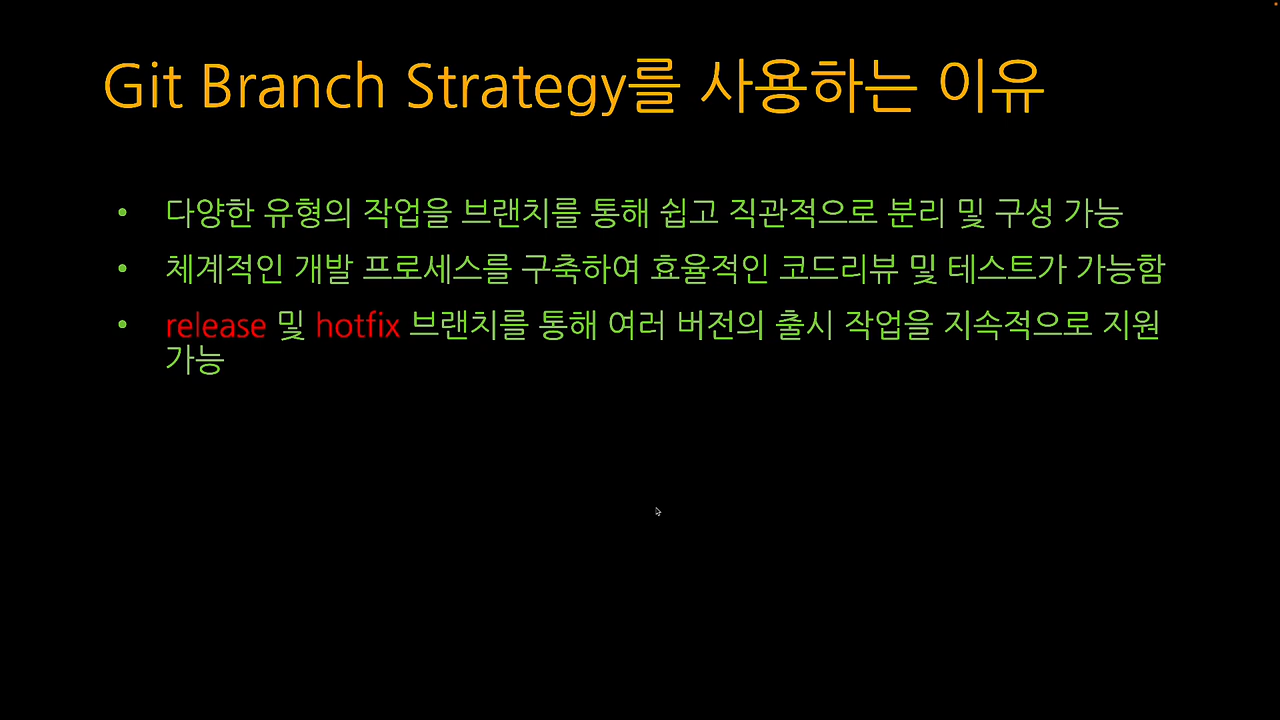 Git Branch Strategy를 사용하는 이유
• 다양한 유형의 작업을 브랜치를 통해 쉽고 직관적으로 분리 및 구성 가능
• 체계적인 개발 프로세스를 구축하여 효율적인 코드리뷰 및 테스트가 가능함
• release 및 hotfix 브랜치를 통해 여러 버전의 출시 작업을 지속적으로 지원
가능